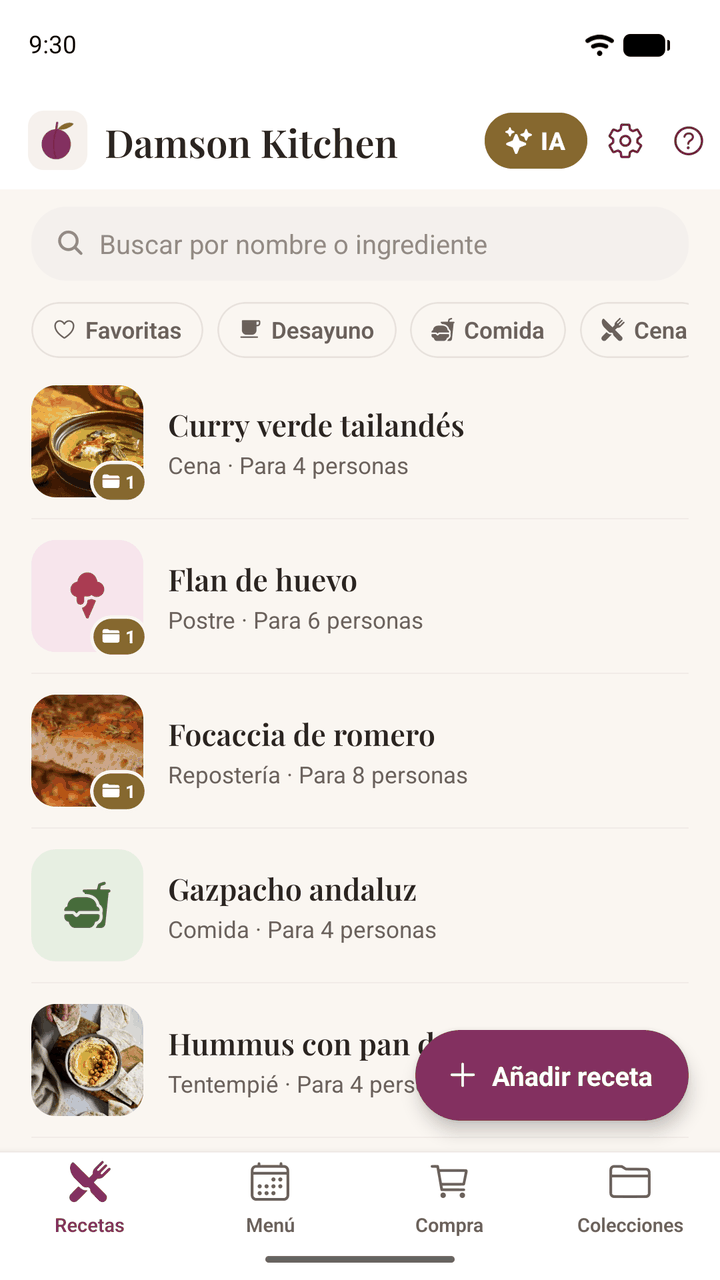 9:30
Damson Kitchen
IA
Buscar por nombre o ingrediente
Favoritas
Desayuno
Comida
Cena
Curry verde tailandés
Cena · Para 4 personas
1
Flan de huevo
Postre · Para 6 personas
1
Focaccia de romero
Repostería · Para 8 personas
1
Gazpacho andaluz
Comida · Para 4 personas
Hummus con pan
Tentempié · Para 4
Añadir receta
Recetas
Menú
Compra
Colecciones